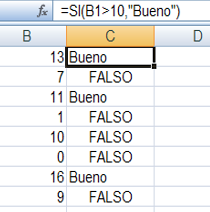 fx =SI(B1>10,"Bueno")
B C D
13 Bueno
7 FALSO
11 Bueno
1 FALSO
10 FALSO
0 FALSO
16 Bueno
9 FALSO